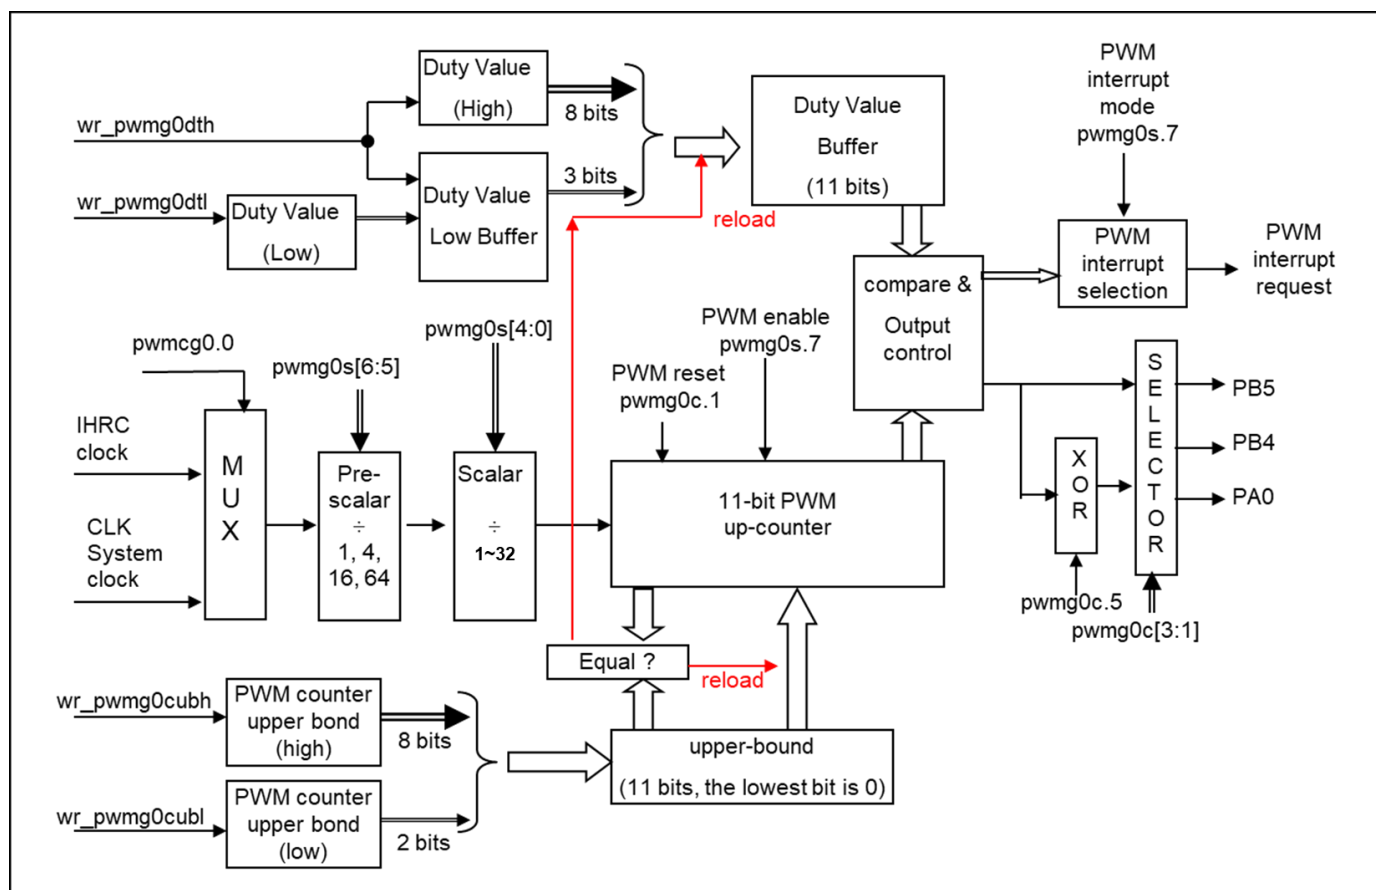 wr_pwmg0dth
wr_pwmg0dtl
Duty Value
(High)
8 bits
Duty Value
(Low)
Duty Value
Low Buffer
3 bits
reload
Duty Value
Buffer
(11 bits)
PWM
interrupt
mode
pwmg0s.7
PWM
interrupt
selection
PWM
interrupt
request
compare &
Output
control
pwmcg0.0
pwmg0s[6:5]
pwmg0s[4:0]
PWM enable
pwmg0s.7
PWM reset
pwmg0c.1
IHRC
clock
CLK
System
clock
MUX
Pre-
scalar
÷
1, 4,
16, 64
Scalar
÷
1~32
11-bit PWM
up-counter
XOR
SELECTOR
PB5
PB4
PA0
pwmg0c.5
pwmg0c[3:1]
Equal ?
reload
wr_pwmg0cubh
PWM counter
upper bond
(high)
8 bits
wr_pwmg0cubl
PWM counter
upper bond
(low)
2 bits
upper-bound
(11 bits, the lowest bit is 0)